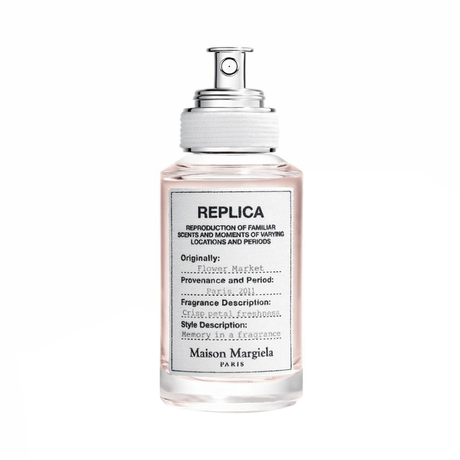 REPLICA
REPRODUCTION OF FAMILIAR
SCENTS AND MOMENTS OF VARYING
LOCATIONS AND PERIODS
Originally:
Flower Market
Provenance and Period:
Paris, 2011
Fragrance Description:
Crisp petal freshness
Style Description:
Memory in a fragrance
Maison Margiela
PARIS